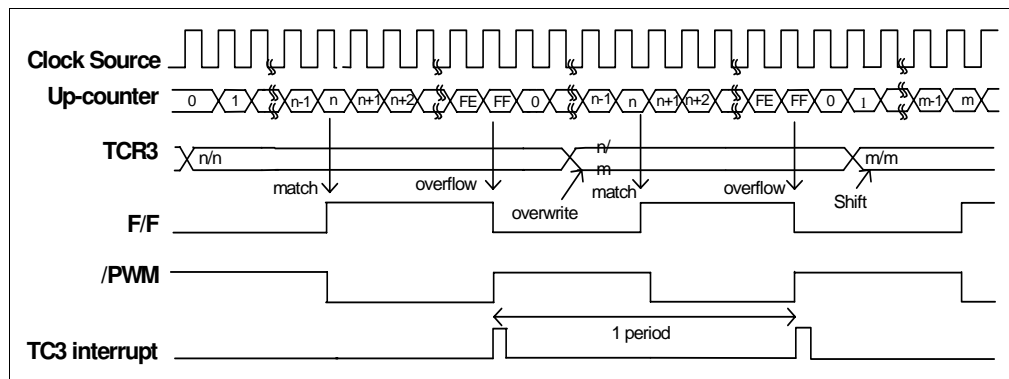 Clock Source
Up-counter
0 1 n-1 n n+1 n+2 FE FF 0 n-1 n n+1 n+2 FE FF 0 1 m-1 m
TCR3
n/n
n/
m
m/m
match
overflow
overwrite
match
overflow
Shift
F/F
/PWM
1 period
TC3 interrupt